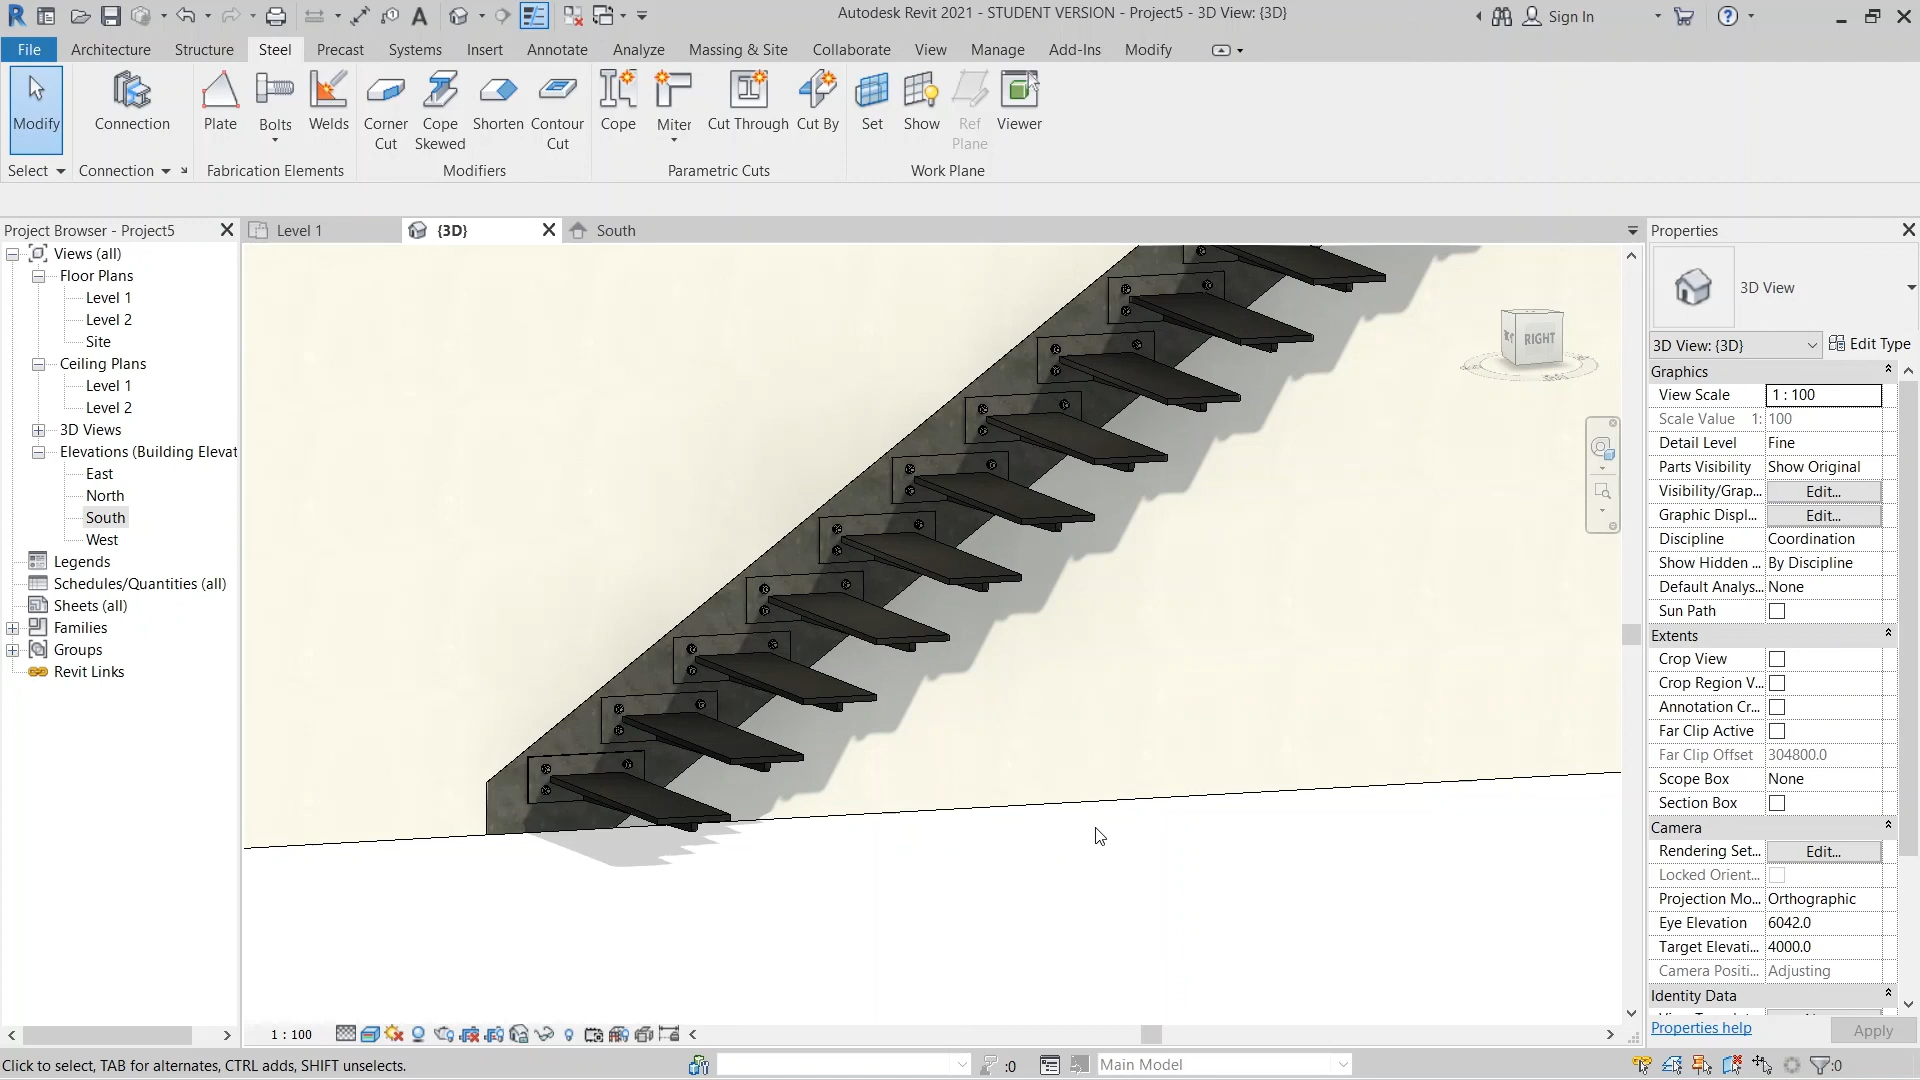 Autodesk Revit 2021 - STUDENT VERSION - Project5 - 3D View: {3D}
Sign In
File Architecture Structure Steel Precast Systems Insert Annotate Analyze Massing & Site Collaborate View Manage Add-Ins Modify
Modify
Connection
Plate
Bolts
Welds
Corner
Cut
Cope
Skewed
Shorten
Contour
Cut
Cope
Miter
Cut Through
Cut By
Set
Show
Ref
Plane
Viewer
Select
Connection
Fabrication Elements
Modifiers
Parametric Cuts
Work Plane
Project Browser - Project5
Views (all)
Floor Plans
Level 1
Level 2
Site
Ceiling Plans
Level 1
Level 2
3D Views
Elevations (Building Elevat
East
North
South
West
Legends
Schedules/Quantities (all)
Sheets (all)
Families
Groups
Revit Links
Level 1
{3D}
South
RIGHT
Properties
3D View
3D View: {3D}
Edit Type
Graphics
View Scale 1 : 100
Scale Value 1: 100
Detail Level Fine
Parts Visibility Show Original
Visibility/Grap... Edit...
Graphic Displ... Edit...
Discipline Coordination
Show Hidden ... By Discipline
Default Analys... None
Sun Path
Extents
Crop View
Crop Region V...
Annotation Cr...
Far Clip Active
Far Clip Offset 304800.0
Scope Box None
Section Box
Camera
Rendering Set... Edit...
Locked Orient...
Projection Mo... Orthographic
Eye Elevation 6042.0
Target Elevati... 4000.0
Camera Positi... Adjusting
Identity Data
Properties help
Apply
1 : 100
Click to select, TAB for alternates, CTRL adds, SHIFT unselects.
:0
Main Model
:0